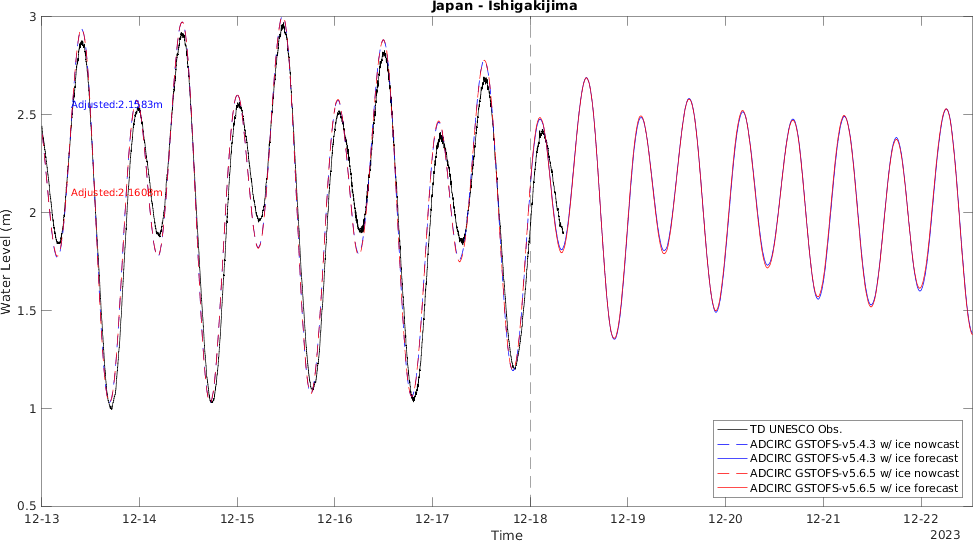 Japan - Ishigakijima
3
2.5
2
1.5
1
0.5
Water Level (m)
Adjusted:2.1583m
Adjusted:2.1603m
TD UNESCO Obs.
ADCIRC GSTOFS-v5.4.3 w/ ice nowcast
ADCIRC GSTOFS-v5.4.3 w/ ice forecast
ADCIRC GSTOFS-v5.6.5 w/ ice nowcast
ADCIRC GSTOFS-v5.6.5 w/ ice forecast
12-13 12-14 12-15 12-16 12-17 12-18 12-19 12-20 12-21 12-22
Time
2023